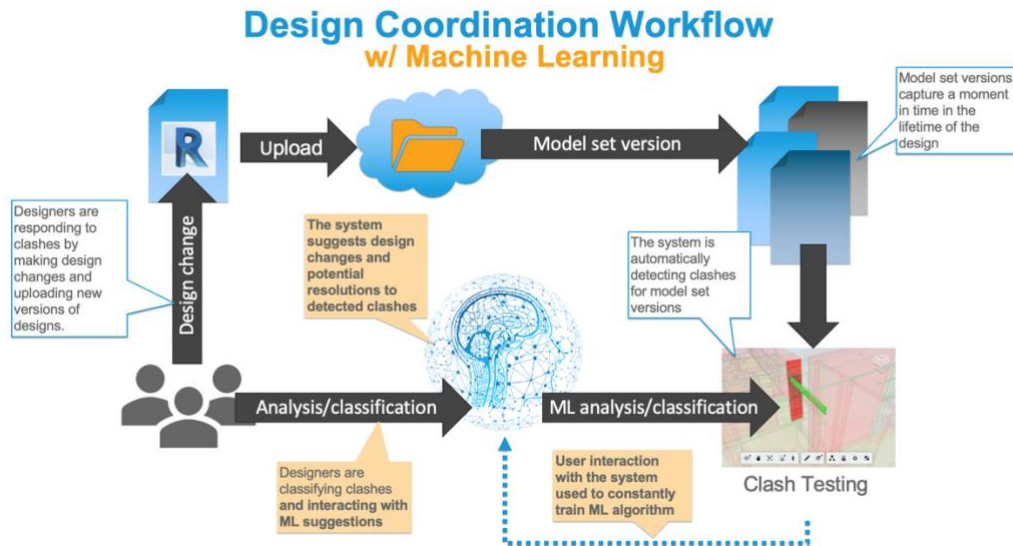 Design Coordination Workflow
w/ Machine Learning
R
Upload
Model set version
Model set versions
capture a moment
in time in the
lifetime of the
design
Designers are
responding to
clashes by
making design
changes and
uploading new
versions of
designs.
Design change
The system
suggests design
changes and
potential
resolutions to
detected clashes
The system is
automatically
detecting clashes
for model set
versions
Analysis/classification
ML analysis/classification
Designers are
classifying clashes
and interacting with
ML suggestions
User interaction
with the system
used to constantly
train ML algorithm
Clash Testing